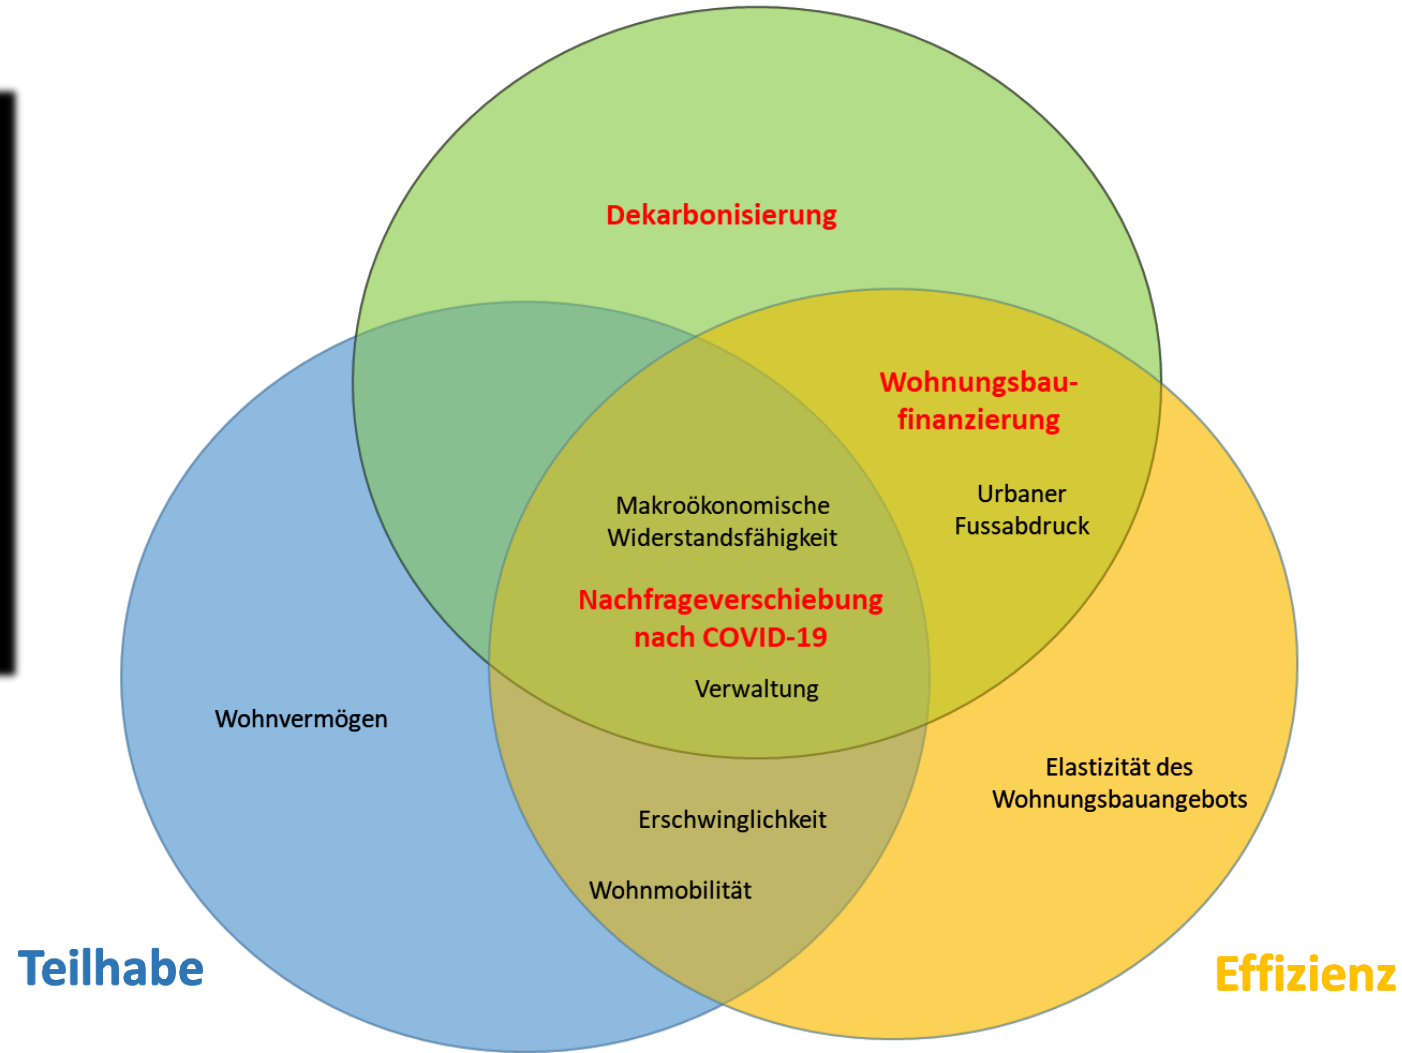 Dekarbonisierung
Wohnungsbau-
finanzierung
Urbaner
Fussabdruck
Makroökonomische
Widerstandsfähigkeit
Nachfrageverschiebung
nach COVID-19
Verwaltung
Wohnvermögen
Elastizität des
Wohnungsbauangebots
Erschwinglichkeit
Wohnmobilität
Teilhabe
Effizienz